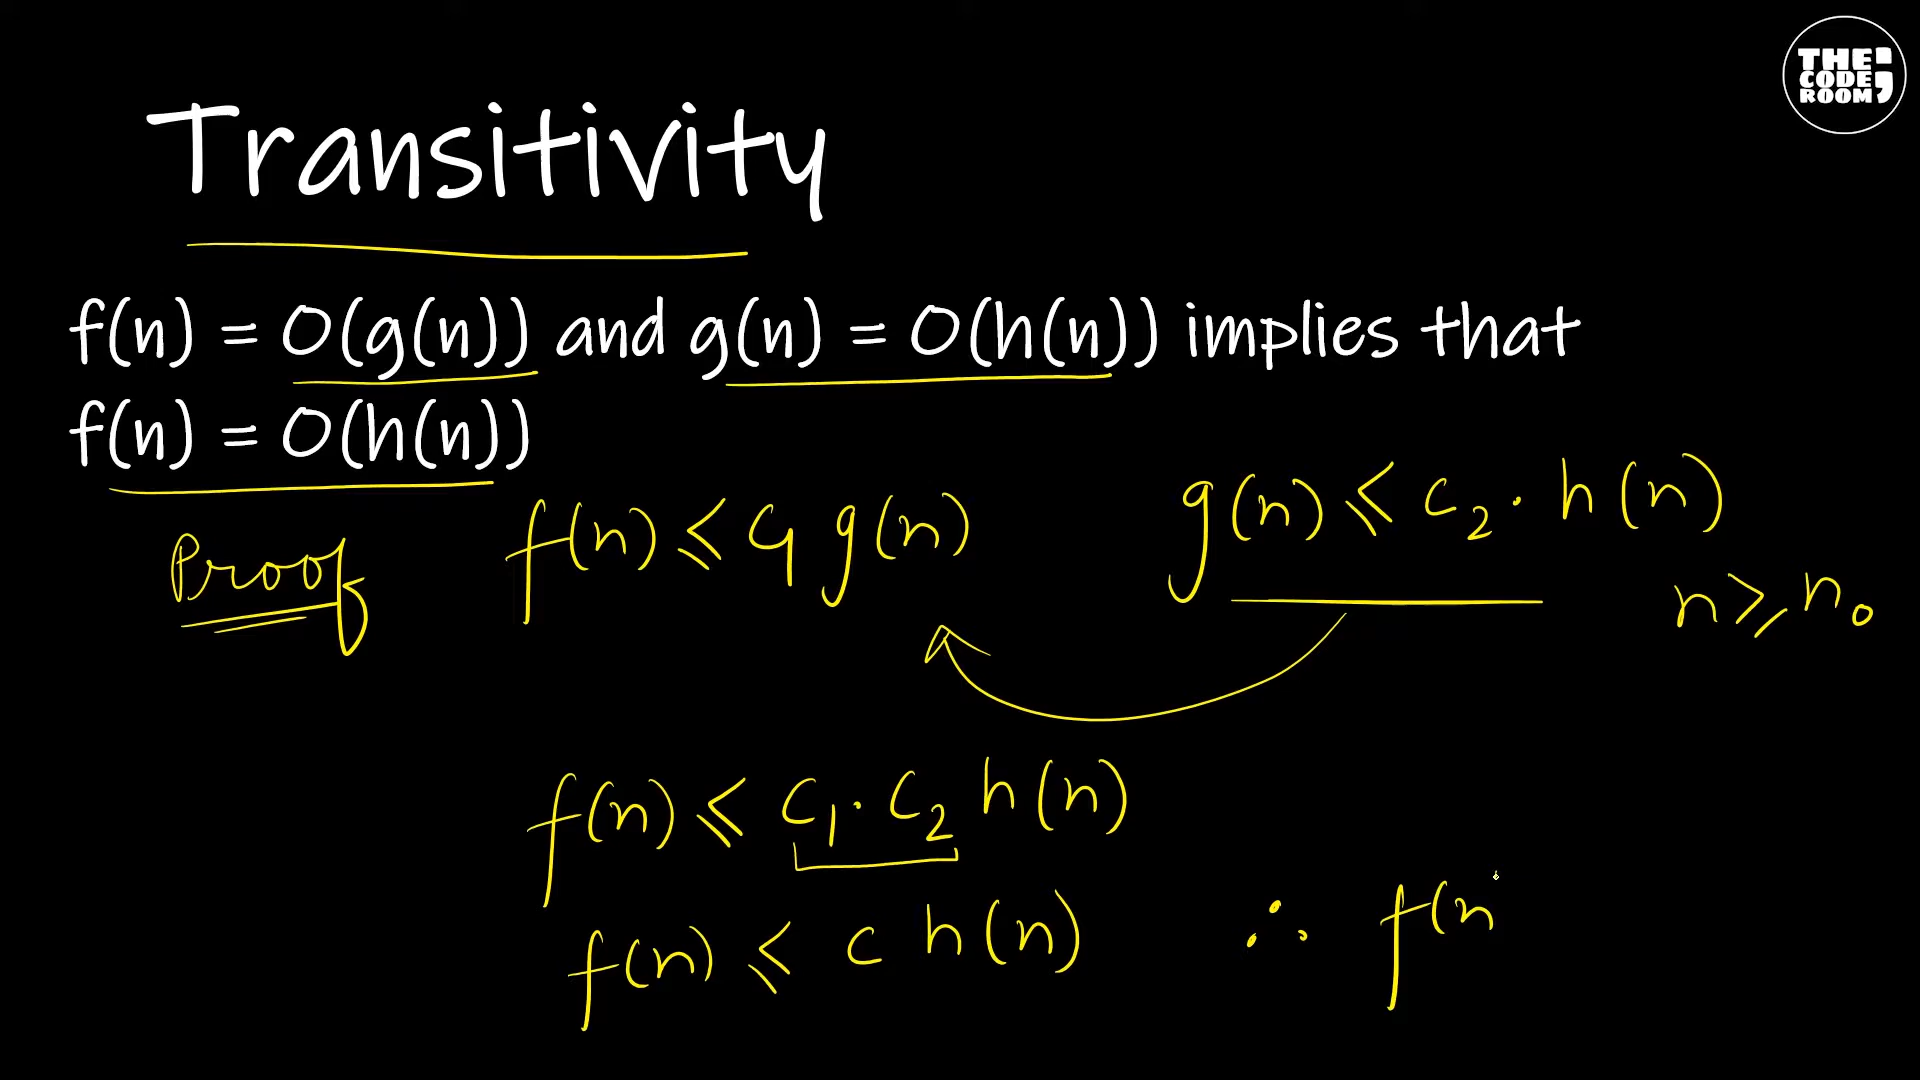 THE
CODE;
ROOM
Transitivity
f(n) = O(g(n)) and g(n) = O(h(n)) implies that
f(n) = O(h(n))
Proof f(n) ⩽ c₁ g(n) g(n) ⩽ c₂ · h(n)
n ⩾ n₀
f(n) ⩽ c₁ · c₂ h(n)
f(n) ⩽ c h(n) ∴ f(n